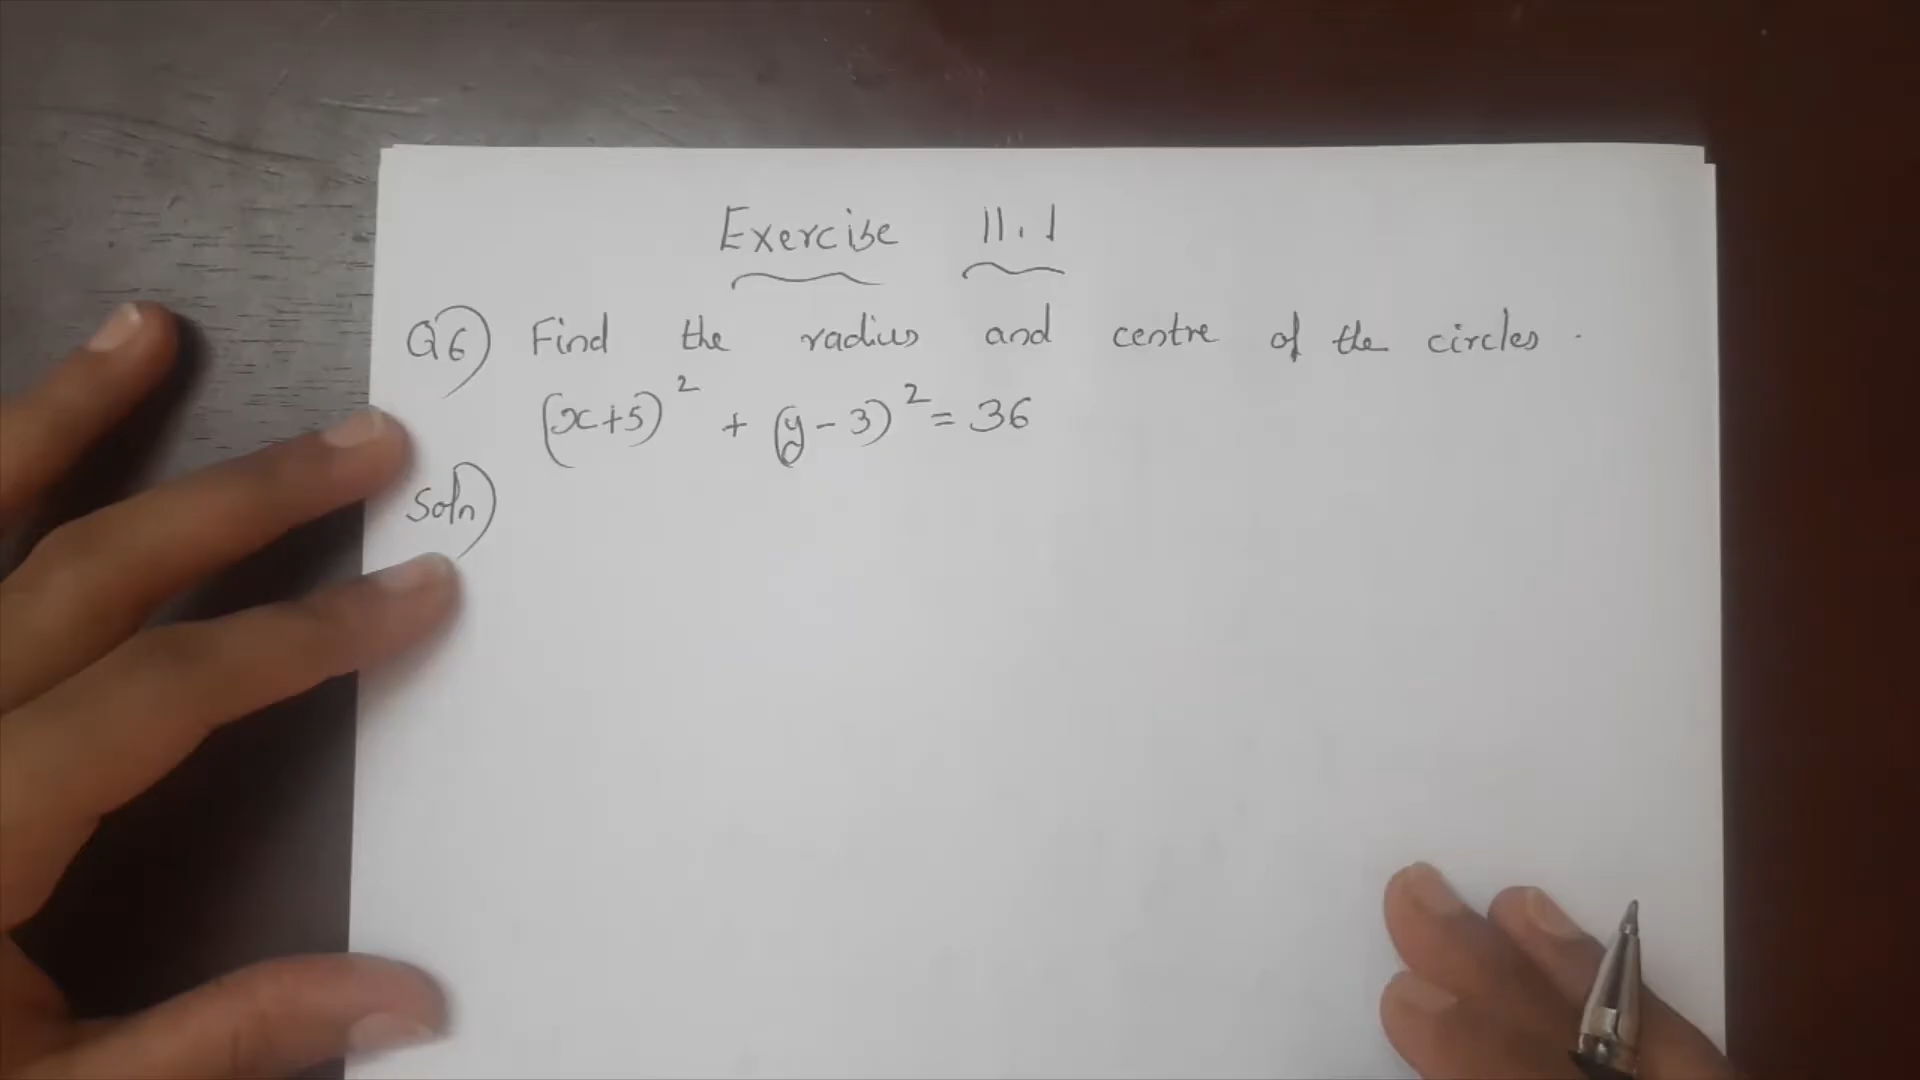 Exercise 11.1
Q6) Find the radius and centre of the circles.
(x+5)² + (y-3)² = 36
Soln)